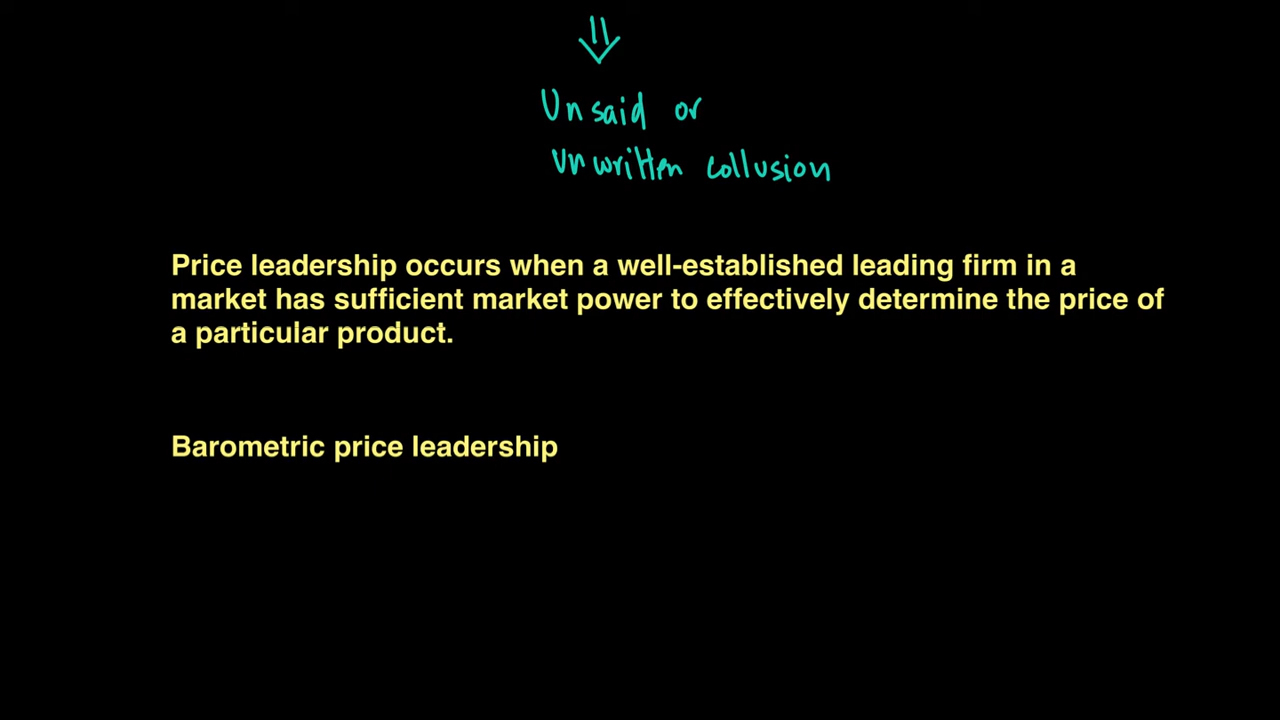 Unsaid or
unwritten collusion
Price leadership occurs when a well-established leading firm in a
market has sufficient market power to effectively determine the price of
a particular product.
Barometric price leadership